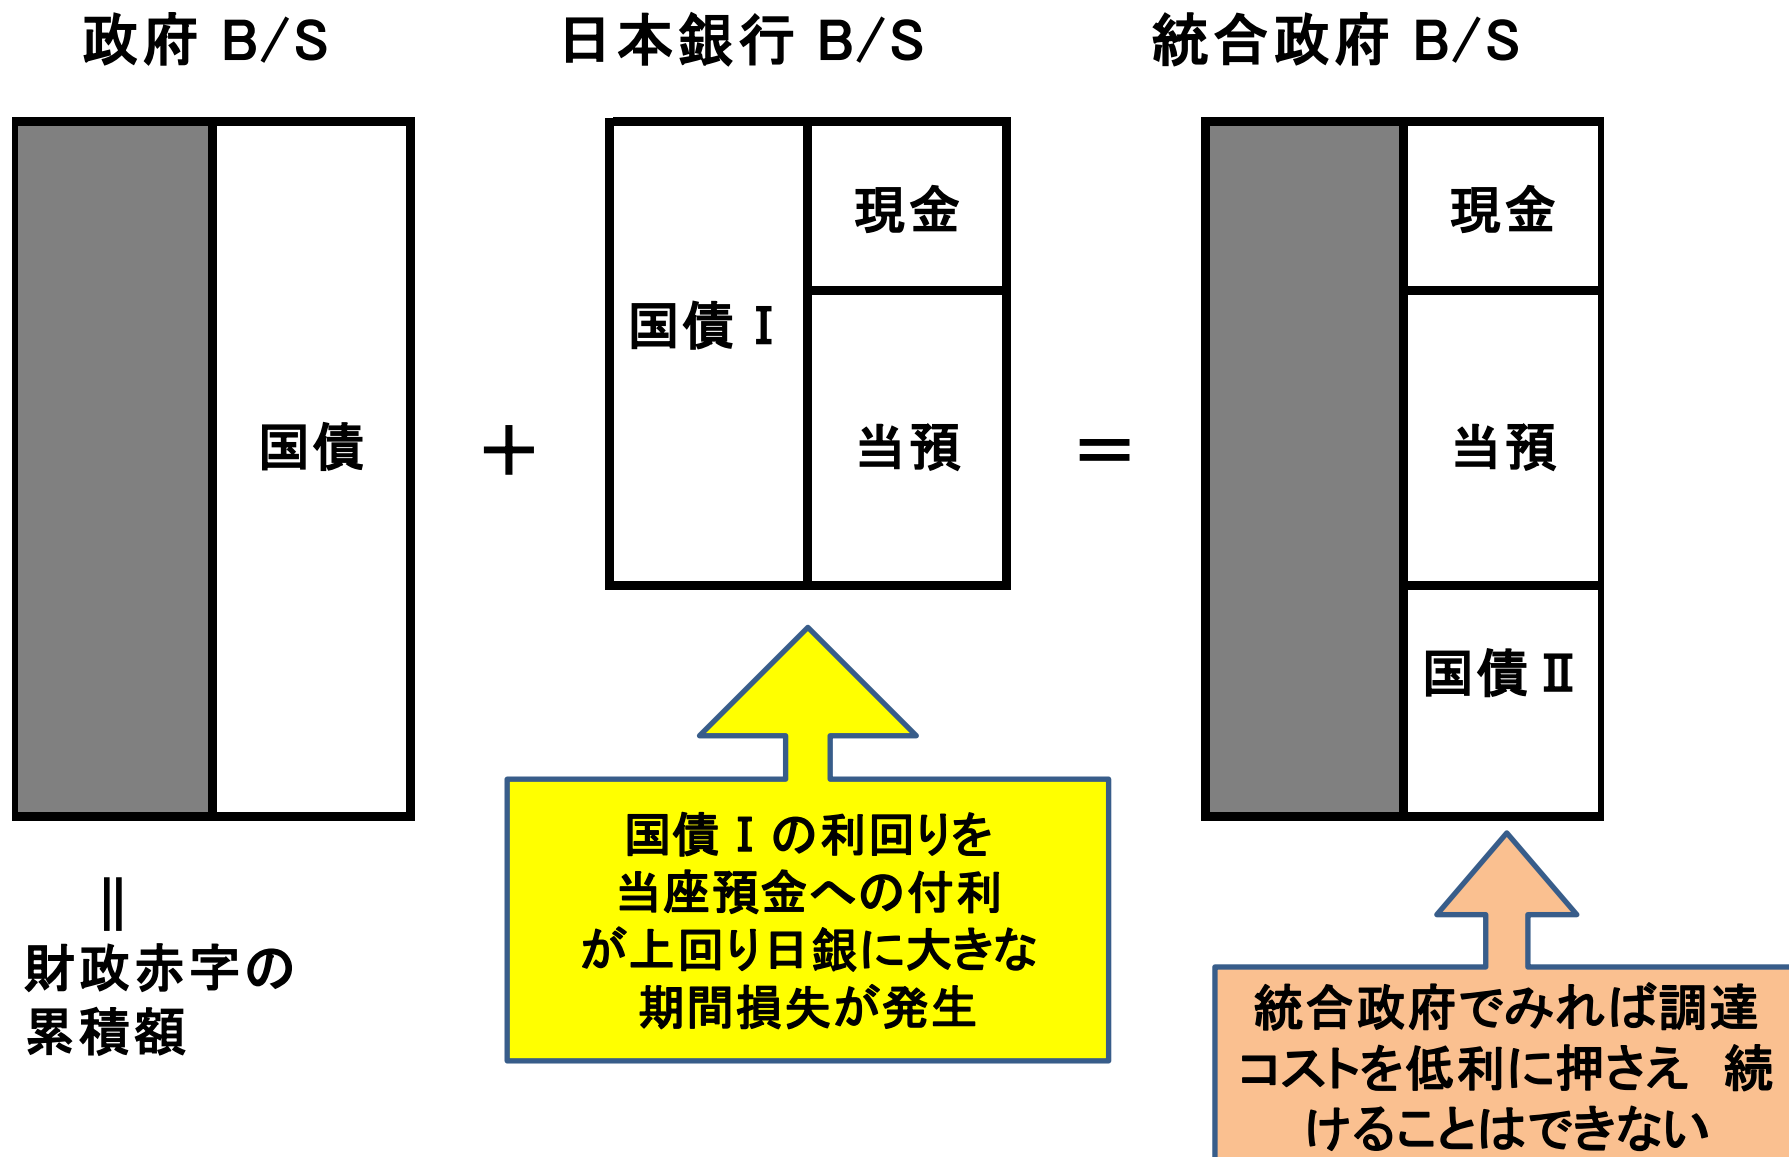 政府 B/S
日本銀行 B/S
統合政府 B/S
国債
＋
国債Ⅰ
現金
当預
＝
現金
当預
国債Ⅱ
||
財政赤字の
累積額
国債Ⅰの利回りを
当座預金への付利
が上回り日銀に大きな
期間損失が発生
統合政府でみれば調達
コストを低利に押さえ　続
けることはできない